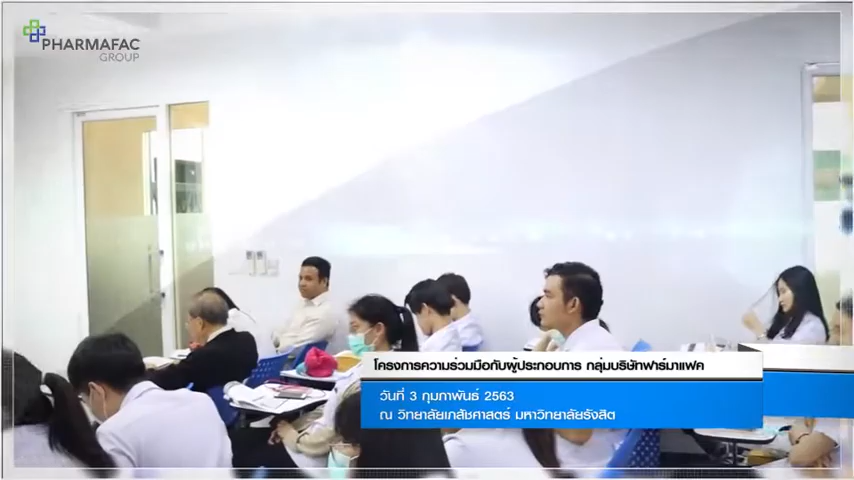 PHARMAFAC
GROUP
โครงการความร่วมมือกับผู้ประกอบการ กลุ่มบริษัทฟาร์มาแฟค
วันที่ 3 กุมภาพันธ์ 2563
ณ วิทยาลัยเภสัชศาสตร์ มหาวิทยาลัยรังสิต